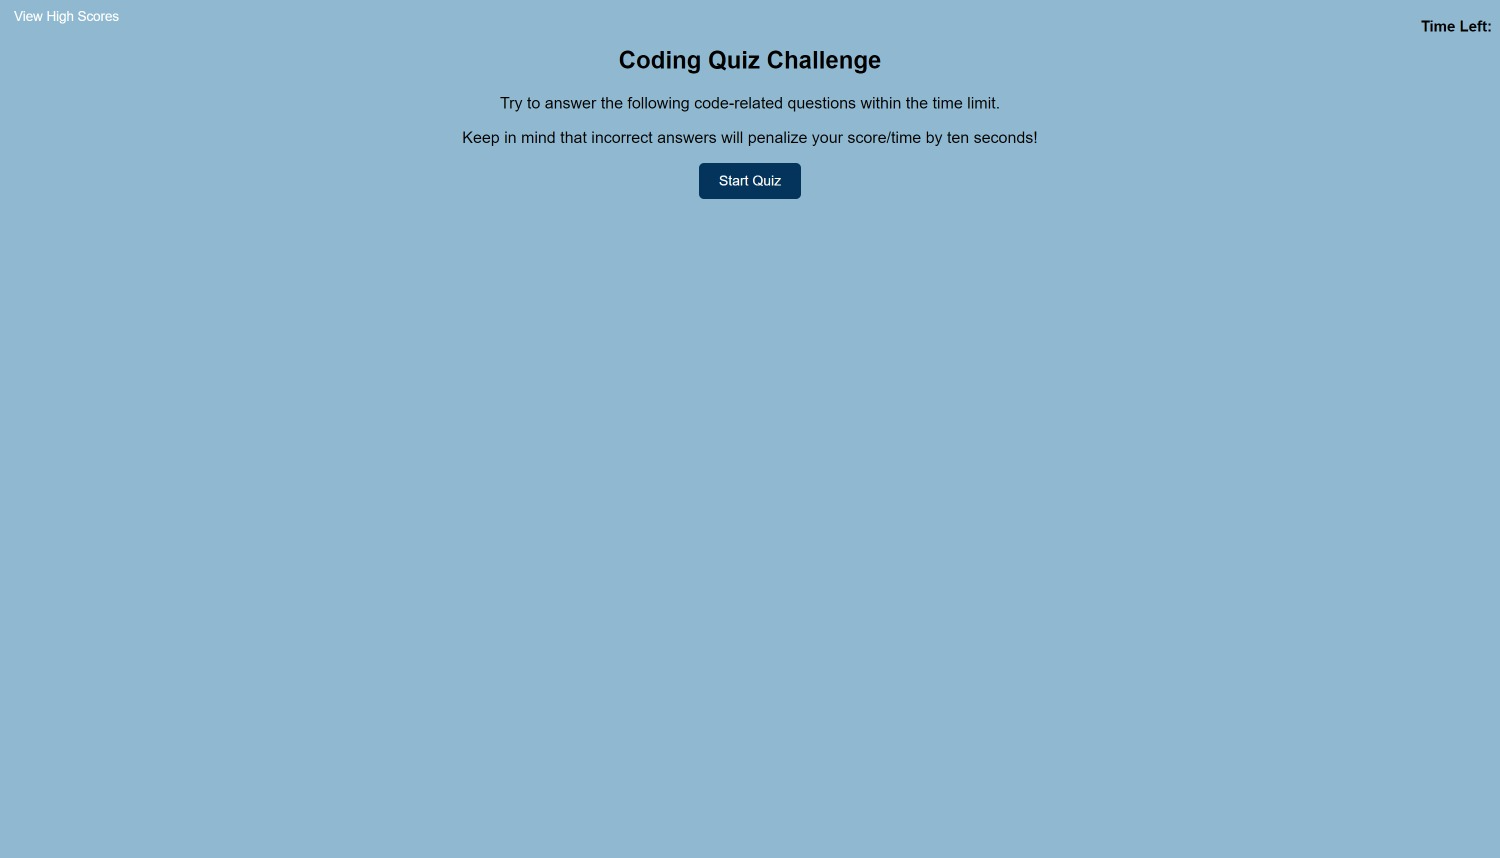 View High Scores
Time Left:
Coding Quiz Challenge
Try to answer the following code-related questions within the time limit.
Keep in mind that incorrect answers will penalize your score/time by ten seconds!
Start Quiz